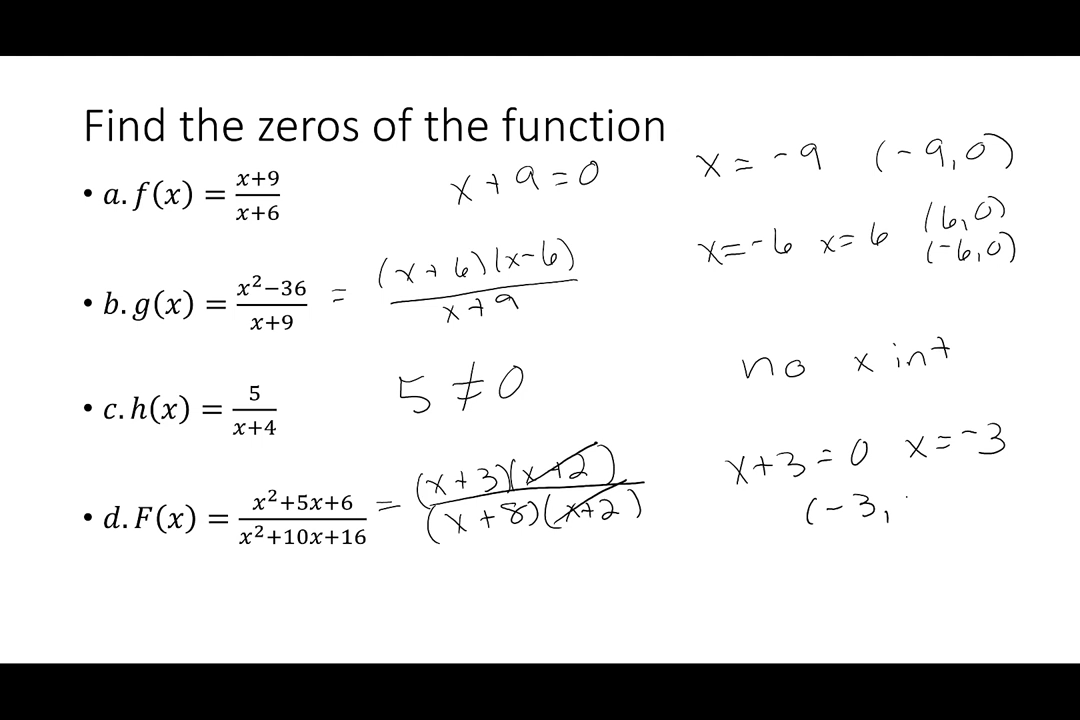 Find the zeros of the function
• a. f(x) = (x+9)/(x+6) x + 9 = 0 x = -9 (-9,0)
• b. g(x) = (x²−36)/(x+9) = (x+6)(x-6)/(x+9) x=-6 x=6 (6,0) (-6,0)
• c. h(x) = 5/(x+4) 5 ≠ 0 no x int
• d. F(x) = (x²+5x+6)/(x²+10x+16) = (x+3)(x+2)/(x+8)(x+2) x+3=0 x=-3
(-3,